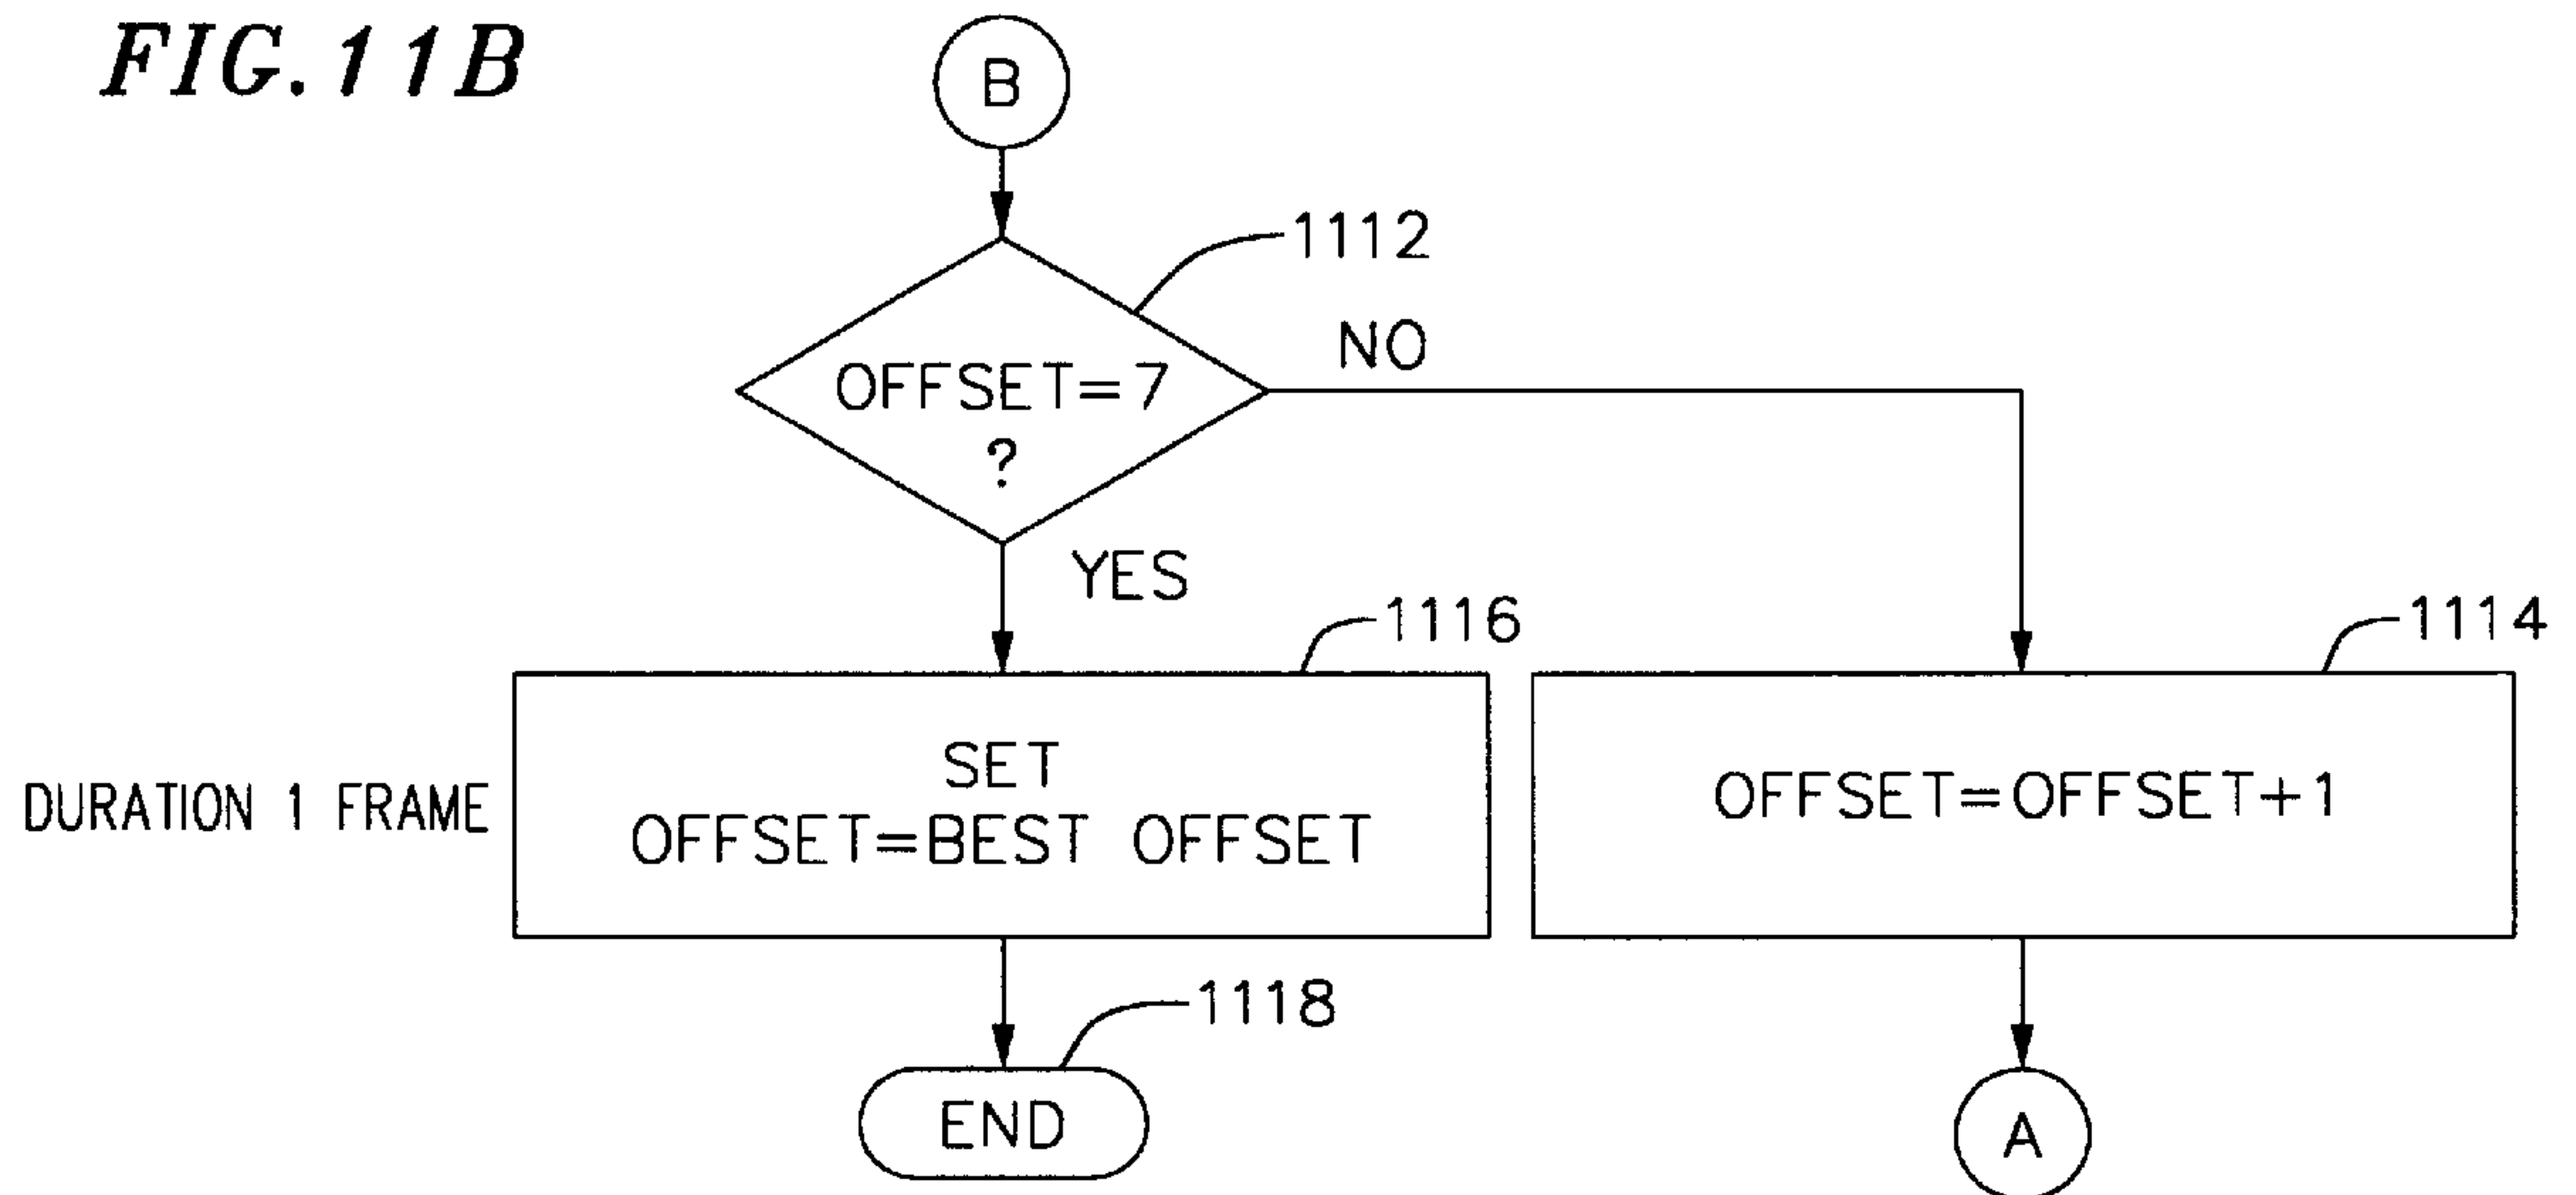 FIG. 11B
B
1112
OFFSET=7
?
NO
YES
1116
1114
DURATION 1 FRAME
SET
OFFSET=BEST OFFSET
OFFSET=OFFSET+1
1118
END
A